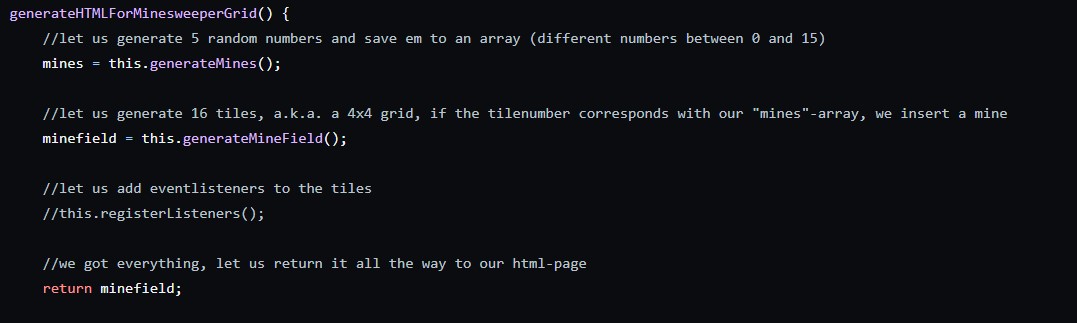 generateHTMLForMinesweeperGrid() {
//let us generate 5 random numbers and save em to an array (different numbers between 0 and 15)
mines = this.generateMines();
//let us generate 16 tiles, a.k.a. a 4x4 grid, if the tilenumber corresponds with our "mines"-array, we insert a mine
minefield = this.generateMineField();
//let us add eventlisteners to the tiles
//this.registerListeners();
//we got everything, let us return it all the way to our html-page
return minefield;